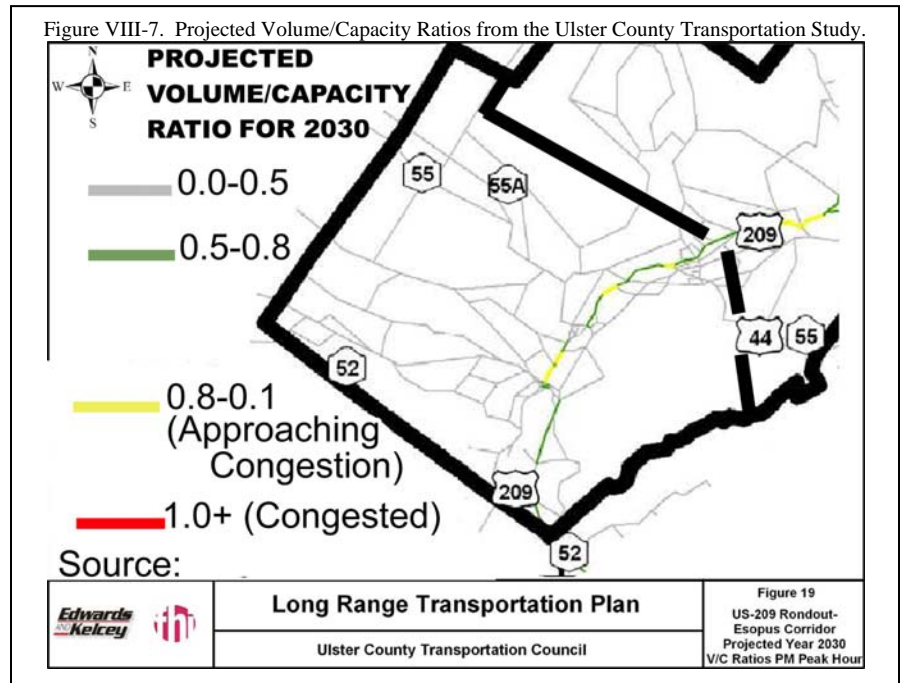 Figure VIII-7. Projected Volume/Capacity Ratios from the Ulster County Transportation Study.
N
W
E
S
PROJECTED
VOLUME/CAPACITY
RATIO FOR 2030
0.0-0.5
0.5-0.8
0.8-0.1
(Approaching
Congestion)
1.0+ (Congested)
Source:
55
55A
209
44
55
52
209
52
Edwards
AND Kelcey
thi
Long Range Transportation Plan
Ulster County Transportation Council
Figure 19
US-209 Rondout-
Esopus Corridor
Projected Year 2030
V/C Ratios PM Peak Hour